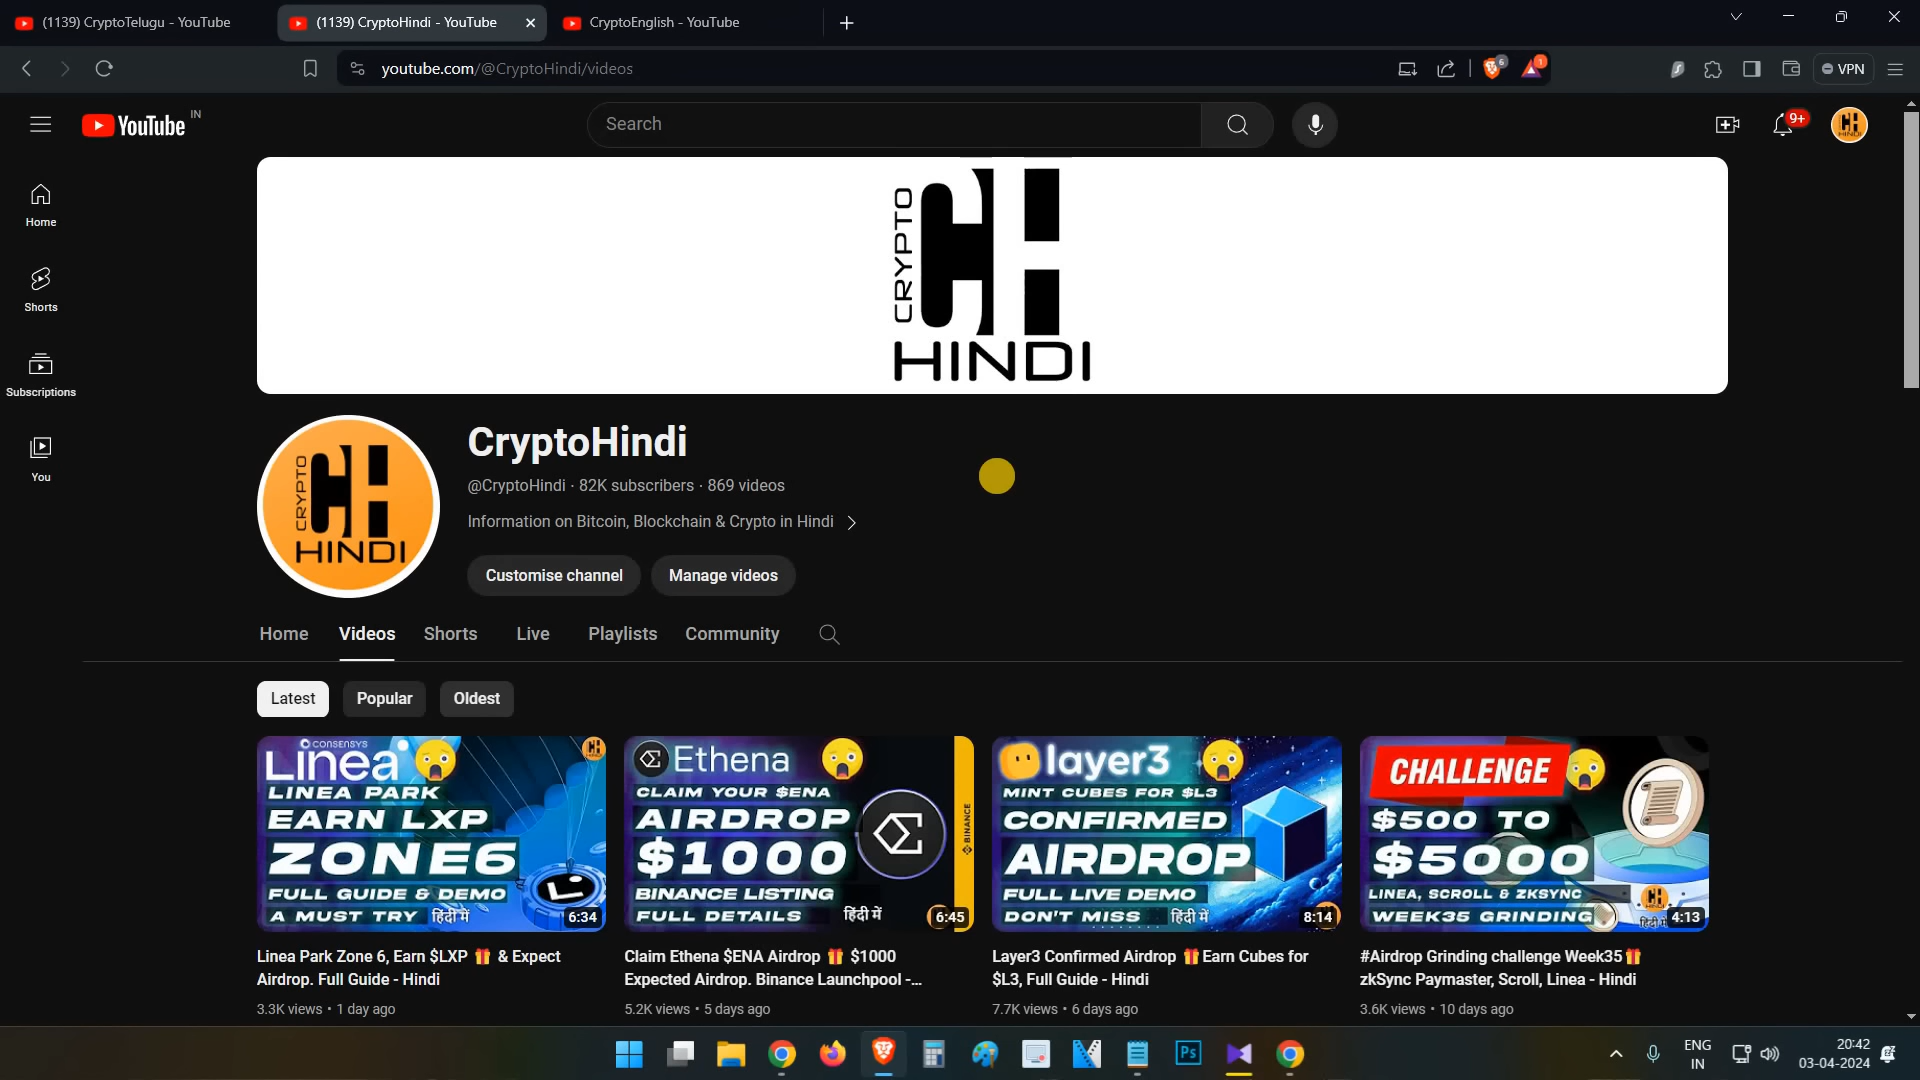 (1139) CryptoTelugu - YouTube
(1139) CryptoHindi - YouTube
CryptoEnglish - YouTube
youtube.com/@CryptoHindi/videos
6
1
VPN
YouTube IN
Search
9+
Home
Shorts
Subscriptions
You
CRYPTO
CH
HINDI
CRYPTO
CH
HINDI
CryptoHindi
@CryptoHindi · 82K subscribers · 869 videos
Information on Bitcoin, Blockchain & Crypto in Hindi
Customise channel
Manage videos
Home
Videos
Shorts
Live
Playlists
Community
Latest
Popular
Oldest
CONSENSYS
Linea
LINEA PARK
EARN LXP
ZONE6
FULL GUIDE & DEMO
A MUST TRY हिंदी में
6:34
Linea Park Zone 6, Earn $LXP 🎁 & Expect
Airdrop. Full Guide - Hindi
3.3K views · 1 day ago
Ethena
CLAIM YOUR $ENA
AIRDROP
$1000
BINANCE LISTING
FULL DETAILS हिंदी में
BINANCE
6:45
Claim Ethena $ENA Airdrop 🎁 $1000
Expected Airdrop. Binance Launchpool -...
5.2K views · 5 days ago
layer3
MINT CUBES FOR $L3
CONFIRMED
AIRDROP
FULL LIVE DEMO
DON'T MISS हिंदी में
8:14
Layer3 Confirmed Airdrop 🎁Earn Cubes for
$L3, Full Guide - Hindi
7.7K views · 6 days ago
CHALLENGE
$500 TO
$5000
LINEA, SCROLL & ZKSYNC
WEEK35 GRINDING
हिंदी में
4:13
#Airdrop Grinding challenge Week35🎁
zkSync Paymaster, Scroll, Linea - Hindi
3.6K views · 10 days ago
Ps
ENG
IN
20:42
03-04-2024